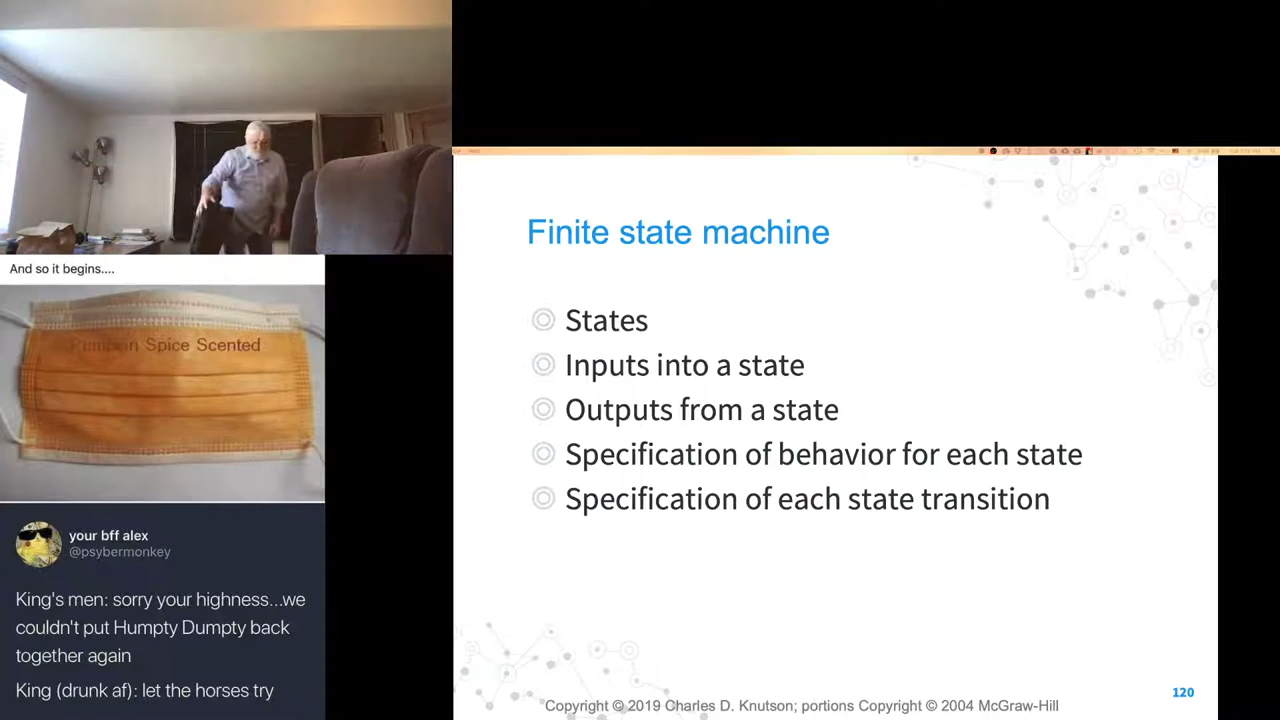 And so it begins....
Pumpkin Spice Scented
your bff alex
@psybermonkey
King's men: sorry your highness...we
couldn't put Humpty Dumpty back
together again
King (drunk af): let the horses try
Finite state machine
States
Inputs into a state
Outputs from a state
Specification of behavior for each state
Specification of each state transition
Copyright © 2019 Charles D. Knutson; portions Copyright © 2004 McGraw-Hill
120